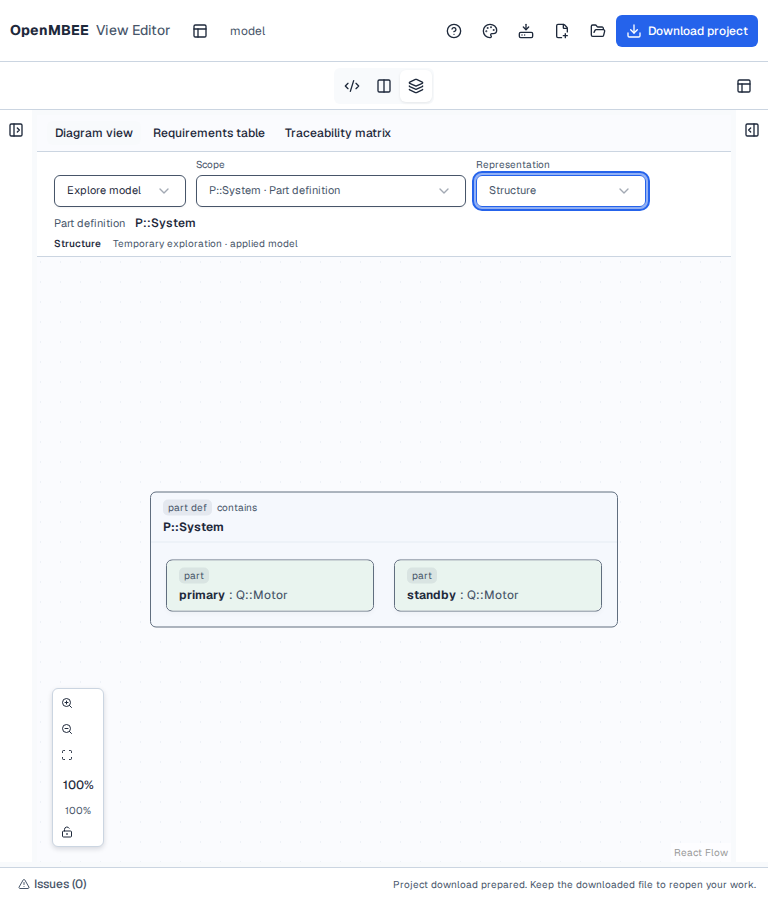 OpenMBEE View Editor model Download project
Diagram view Requirements table Traceability matrix
Scope Representation
Explore model P::System · Part definition Structure
Part definition P::System
Structure Temporary exploration · applied model
part def contains
P::System
part part
primary : Q::Motor standby : Q::Motor
100%
100%
React Flow
Issues (0) Project download prepared. Keep the downloaded file to reopen your work.